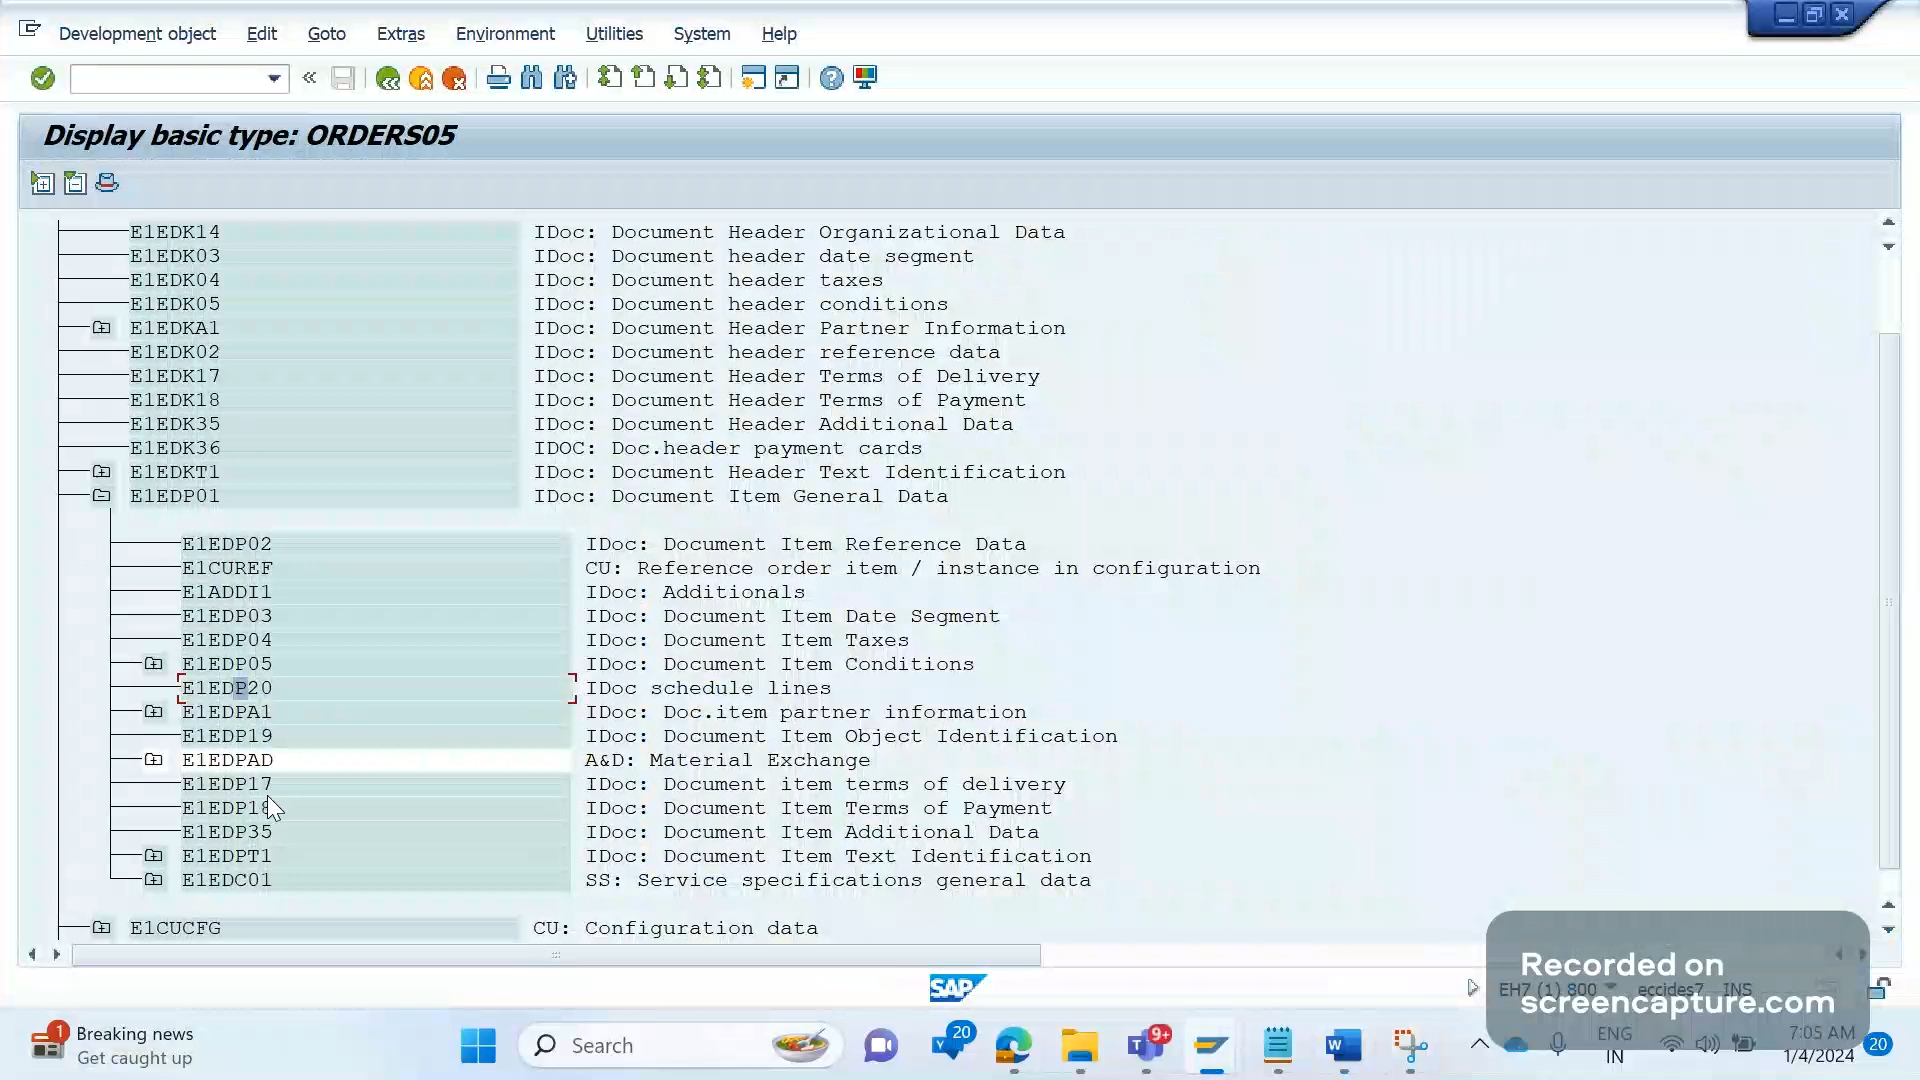 Development object Edit Goto Extras Environment Utilities System Help
Display basic type: ORDERS05
E1EDK14 IDoc: Document Header Organizational Data
E1EDK03 IDoc: Document header date segment
E1EDK04 IDoc: Document header taxes
E1EDK05 IDoc: Document header conditions
E1EDKA1 IDoc: Document Header Partner Information
E1EDK02 IDoc: Document header reference data
E1EDK17 IDoc: Document Header Terms of Delivery
E1EDK18 IDoc: Document Header Terms of Payment
E1EDK35 IDoc: Document Header Additional Data
E1EDK36 IDOC: Doc.header payment cards
E1EDKT1 IDoc: Document Header Text Identification
E1EDP01 IDoc: Document Item General Data
E1EDP02 IDoc: Document Item Reference Data
E1CUREF CU: Reference order item / instance in configuration
E1ADDI1 IDoc: Additionals
E1EDP03 IDoc: Document Item Date Segment
E1EDP04 IDoc: Document Item Taxes
E1EDP05 IDoc: Document Item Conditions
E1EDP20 IDoc schedule lines
E1EDPA1 IDoc: Doc.item partner information
E1EDP19 IDoc: Document Item Object Identification
E1EDPAD A&D: Material Exchange
E1EDP17 IDoc: Document item terms of delivery
E1EDP18 IDoc: Document Item Terms of Payment
E1EDP35 IDoc: Document Item Additional Data
E1EDPT1 IDoc: Document Item Text Identification
E1EDC01 SS: Service specifications general data
E1CUCFG CU: Configuration data
SAP
EH7 (1) 800 eccides7 INS
Recorded on
screencapture.com
1 Breaking news
Get caught up
Search
20
9+
ENG
IN
7:05 AM
1/4/2024
20